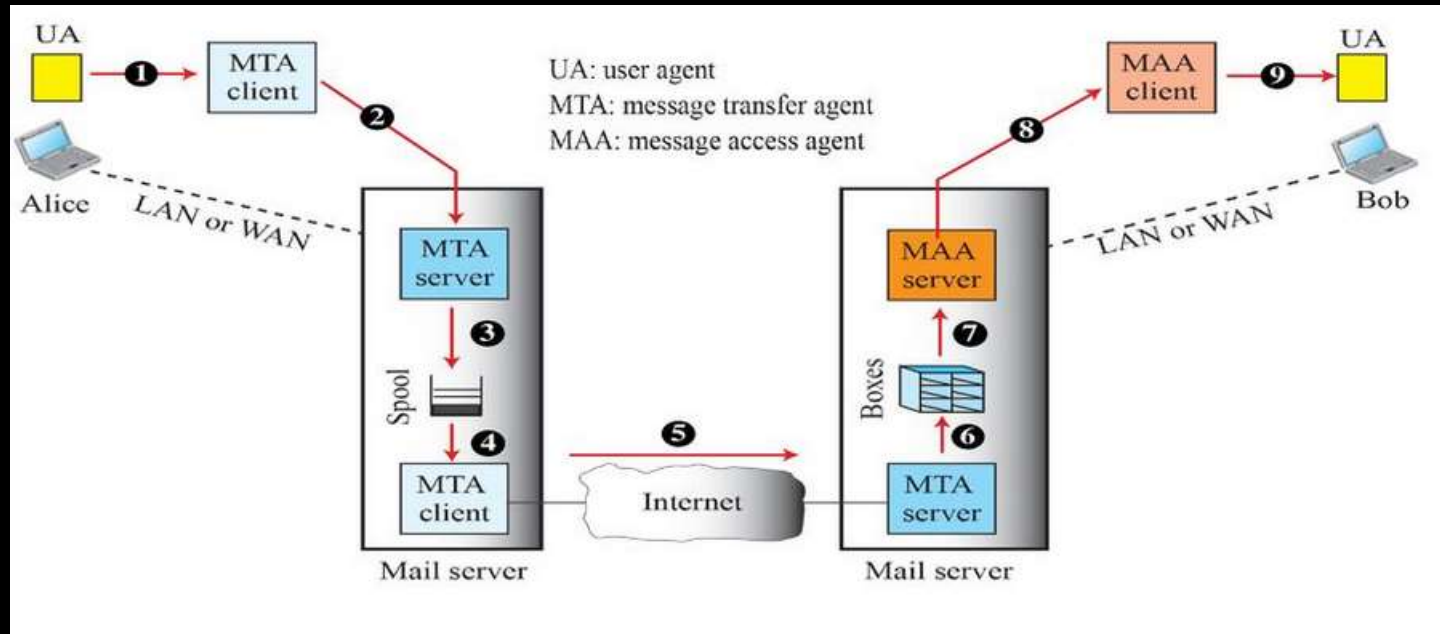 UA
1
MTA
client
2
UA: user agent
MTA: message transfer agent
MAA: message access agent
8
MAA
client
9
UA
Alice
LAN or WAN
MTA
server
3
Spool
4
MTA
client
Mail server
5
Internet
MAA
server
7
Boxes
6
MTA
server
Mail server
LAN or WAN
Bob